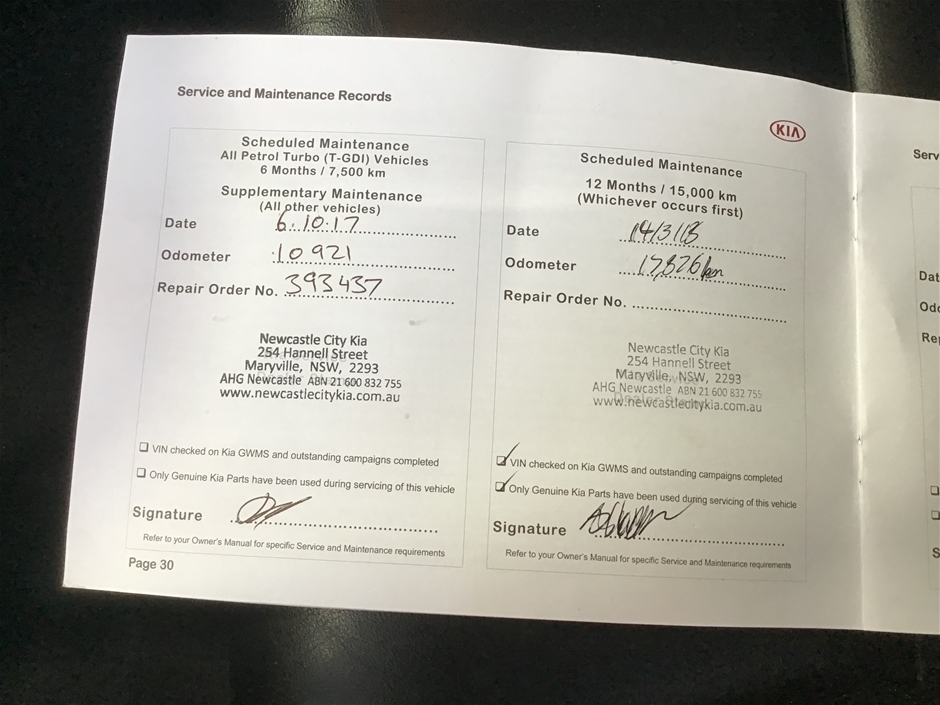 Service and Maintenance Records
KIA
Scheduled Maintenance
All Petrol Turbo (T-GDI) Vehicles
6 Months / 7,500 km
Supplementary Maintenance
(All other vehicles)
Date 6.10.17
Odometer 10921
Repair Order No. 393437
Newcastle City Kia
254 Hannell Street
Maryville, NSW, 2293
AHG Newcastle ABN 21 600 832 755
www.newcastlecitykia.com.au
VIN checked on Kia GWMS and outstanding campaigns completed
Only Genuine Kia Parts have been used during servicing of this vehicle
Signature
Refer to your Owner's Manual for specific Service and Maintenance requirements
Page 30
Scheduled Maintenance
12 Months / 15,000 km
(Whichever occurs first)
Date 14/3/18
Odometer 17,826 km
Repair Order No.
Newcastle City Kia
254 Hannell Street
Maryville, NSW, 2293
AHG Newcastle ABN 21 600 832 755
www.newcastlecitykia.com.au
VIN checked on Kia GWMS and outstanding campaigns completed
Only Genuine Kia Parts have been used during servicing of this vehicle
Signature
Refer to your Owner's Manual for specific Service and Maintenance requirements
Serv
Dat
Odo
Rep
S